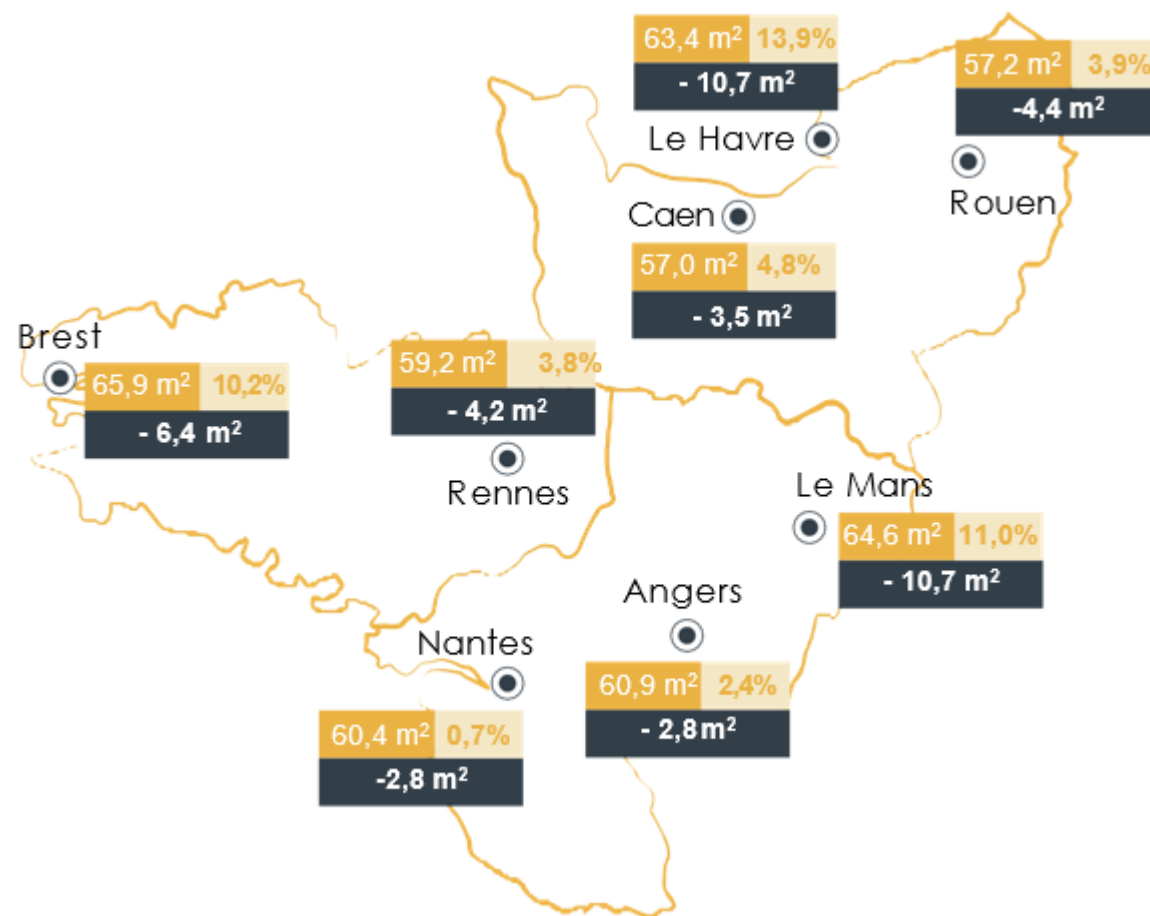 63,4 m² 13,9%
- 10,7 m²
Le Havre
57,2 m² 3,9%
-4,4 m²
Rouen
Caen
57,0 m² 4,8%
- 3,5 m²
Brest
65,9 m² 10,2%
- 6,4 m²
59,2 m² 3,8%
- 4,2 m²
Rennes
Le Mans
64,6 m² 11,0%
- 10,7 m²
Angers
60,9 m² 2,4%
- 2,8 m²
Nantes
60,4 m² 0,7%
-2,8 m²